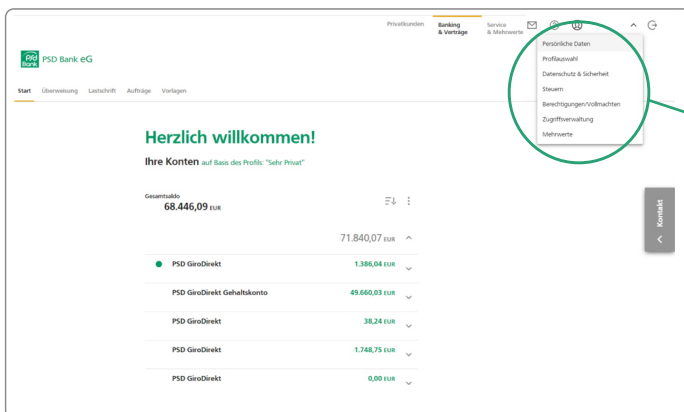 Privatkunden
Banking & Verträge
Service & Mehrwerte
PSD Bank
PSD Bank eG
Start Überweisung Lastschrift Aufträge Vorlagen
Persönliche Daten
Profilauswahl
Datenschutz & Sicherheit
Steuern
Berechtigungen/Vollmachten
Zugriffsverwaltung
Mehrwerte
Herzlich willkommen!
Ihre Konten auf Basis des Profils: "Sehr Privat"
Gesamtsaldo
68.446,09 EUR
71.840,07 EUR
PSD GiroDirekt 1.386,04 EUR
PSD GiroDirekt Gehaltskonto 49.660,03 EUR
PSD GiroDirekt 38,24 EUR
PSD GiroDirekt -1.748,75 EUR
PSD GiroDirekt 0,00 EUR
Kontakt